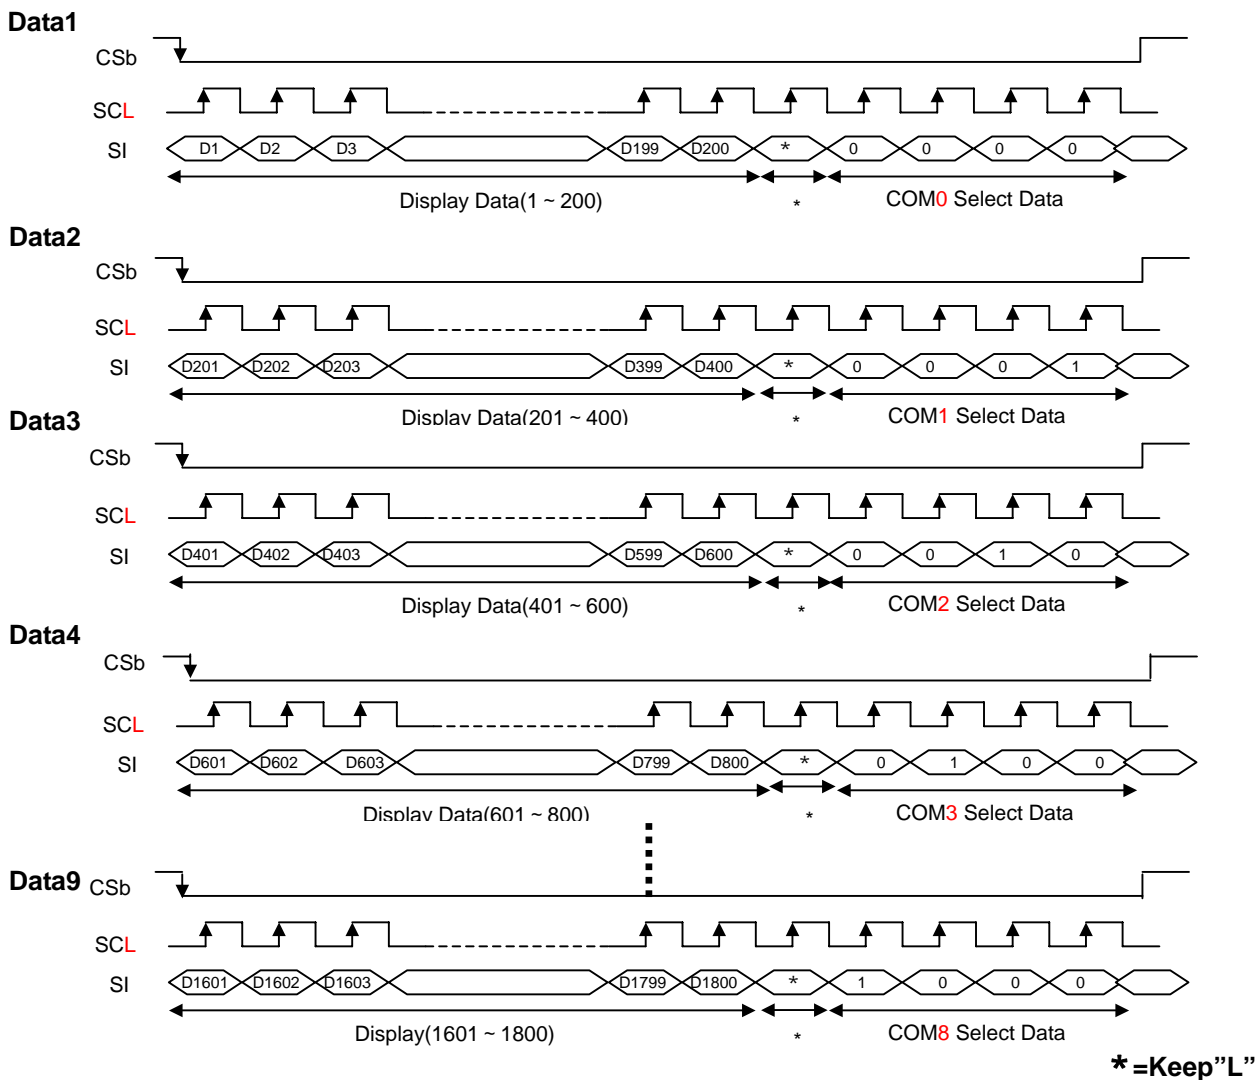 Data1
CSb
SCL
SI D1 D2 D3 D199 D200 * 0 0 0 0
Display Data(1 ~ 200) * COM0 Select Data
Data2
CSb
SCL
SI D201 D202 D203 D399 D400 * 0 0 0 1
Display Data(201 ~ 400) * COM1 Select Data
Data3
CSb
SCL
SI D401 D402 D403 D599 D600 * 0 0 1 0
Display Data(401 ~ 600) * COM2 Select Data
Data4
CSb
SCL
SI D601 D602 D603 D799 D800 * 0 1 0 0
Display Data(601 ~ 800) * COM3 Select Data
Data9
CSb
SCL
SI D1601 D1602 D1603 D1799 D1800 * 1 0 0 0
Display(1601 ~ 1800) * COM8 Select Data
*=Keep"L"